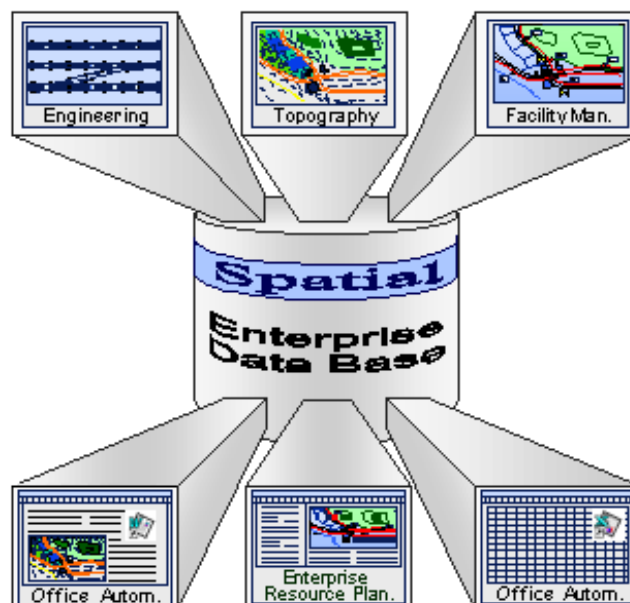 Engineering
Topography
Facility Man.
Spatial
Enterprise
Data Base
Office Autom.
Enterprise
Resource Plan.
Office Autom.